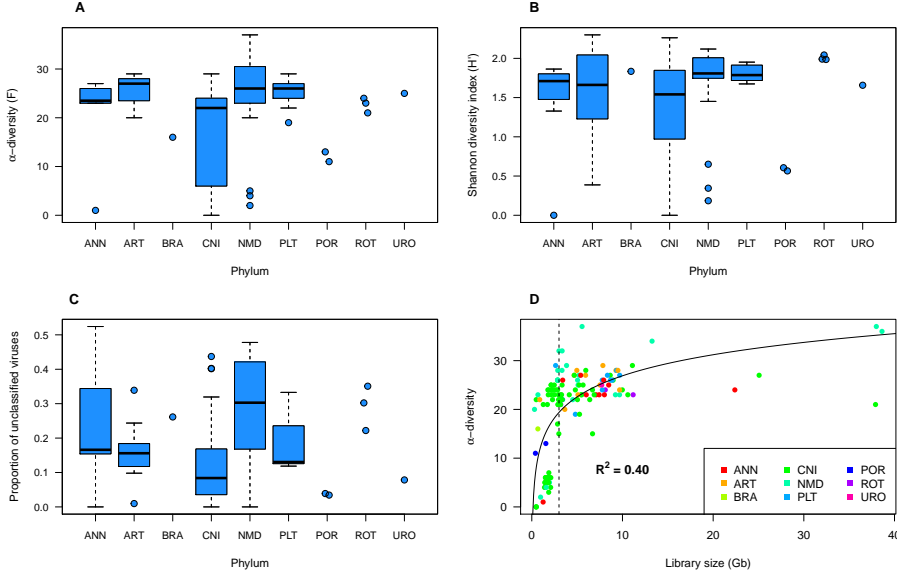 A
α−diversity (F)
30
20
10
0
ANN ART BRA CNI NMD PLT POR ROT URO
Phylum
B
Shannon diversity index (H')
2.0
1.5
1.0
0.5
0.0
ANN ART BRA CNI NMD PLT POR ROT URO
Phylum
C
Proportion of unclassified viruses
0.5
0.4
0.3
0.2
0.1
0.0
ANN ART BRA CNI NMD PLT POR ROT URO
Phylum
D
α−diversity
30
20
10
0
R² = 0.40
ANN CNI POR
ART NMD ROT
BRA PLT URO
0 10 20 30 40
Library size (Gb)